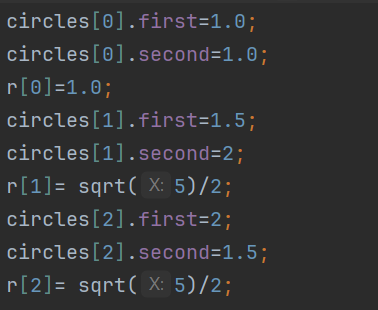 circles[0].first=1.0;
circles[0].second=1.0;
r[0]=1.0;
circles[1].first=1.5;
circles[1].second=2;
r[1]= sqrt( X: 5)/2;
circles[2].first=2;
circles[2].second=1.5;
r[2]= sqrt( X: 5)/2;